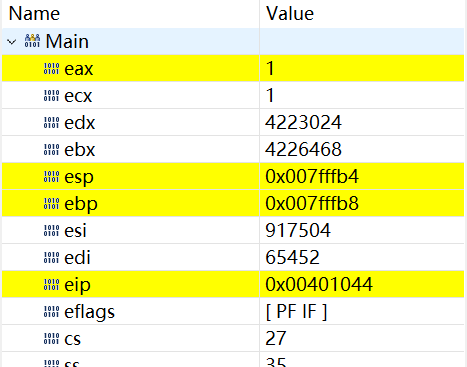 Name Value
Main
eax 1
ecx 1
edx 4223024
ebx 4226468
esp 0x007fffb4
ebp 0x007fffb8
esi 917504
edi 65452
eip 0x00401044
eflags [ PF IF ]
cs 27
ss 35